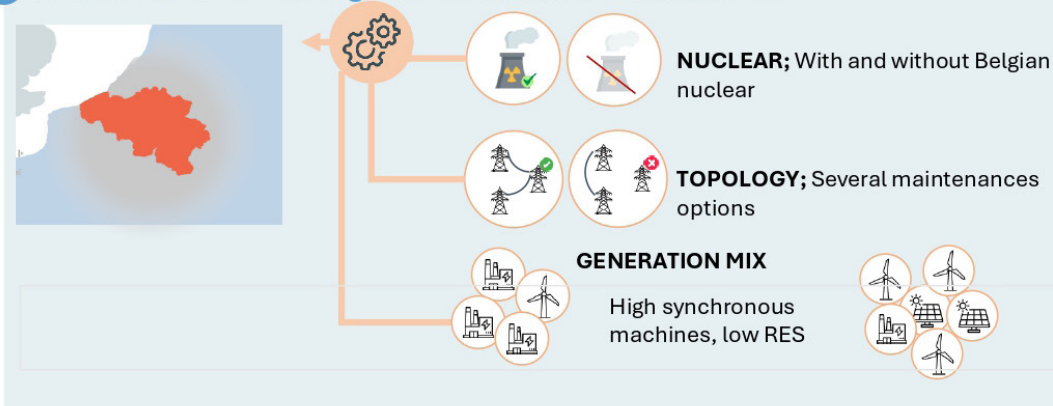 NUCLEAR; With and without Belgian
nuclear
TOPOLOGY; Several maintenances
options
GENERATION MIX
High synchronous
machines, low RES